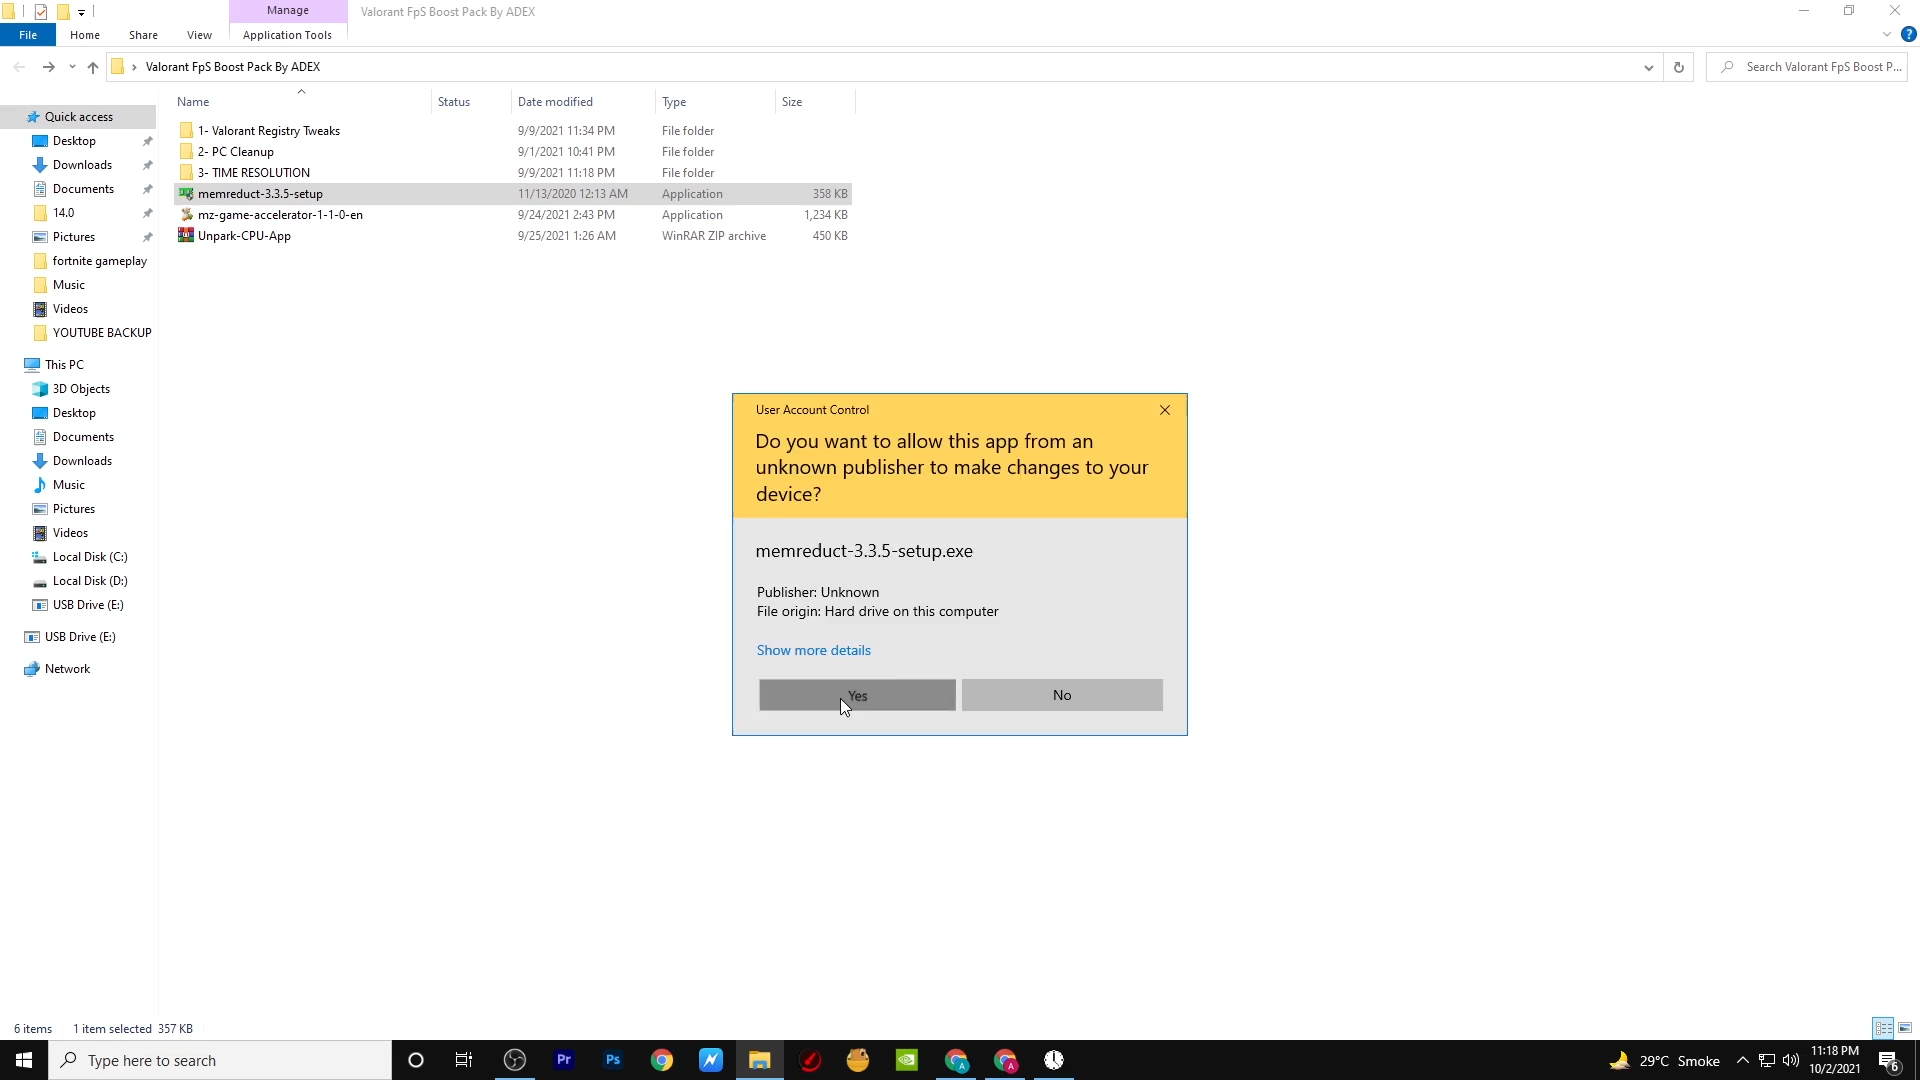 Manage
Valorant FpS Boost Pack By ADEX
File
Home
Share
View
Application Tools
?
› Valorant FpS Boost Pack By ADEX
Search Valorant FpS Boost P...
Name
Status
Date modified
Type
Size
1- Valorant Registry Tweaks
9/9/2021 11:34 PM
File folder
2- PC Cleanup
9/1/2021 10:41 PM
File folder
3- TIME RESOLUTION
9/9/2021 11:18 PM
File folder
memreduct-3.3.5-setup
11/13/2020 12:13 AM
Application
358 KB
mz-game-accelerator-1-1-0-en
9/24/2021 2:43 PM
Application
1,234 KB
Unpark-CPU-App
9/25/2021 1:26 AM
WinRAR ZIP archive
450 KB
Quick access
Desktop
Downloads
Documents
14.0
Pictures
fortnite gameplay
Music
Videos
YOUTUBE BACKUP
This PC
3D Objects
Desktop
Documents
Downloads
Music
Pictures
Videos
Local Disk (C:)
Local Disk (D:)
USB Drive (E:)
USB Drive (E:)
Network
User Account Control
Do you want to allow this app from an
unknown publisher to make changes to your
device?
memreduct-3.3.5-setup.exe
Publisher: Unknown
File origin: Hard drive on this computer
Show more details
Yes
No
6 items
1 item selected 357 KB
Type here to search
Pr
Ps
A
A
29°C Smoke
11:18 PM
10/2/2021
6